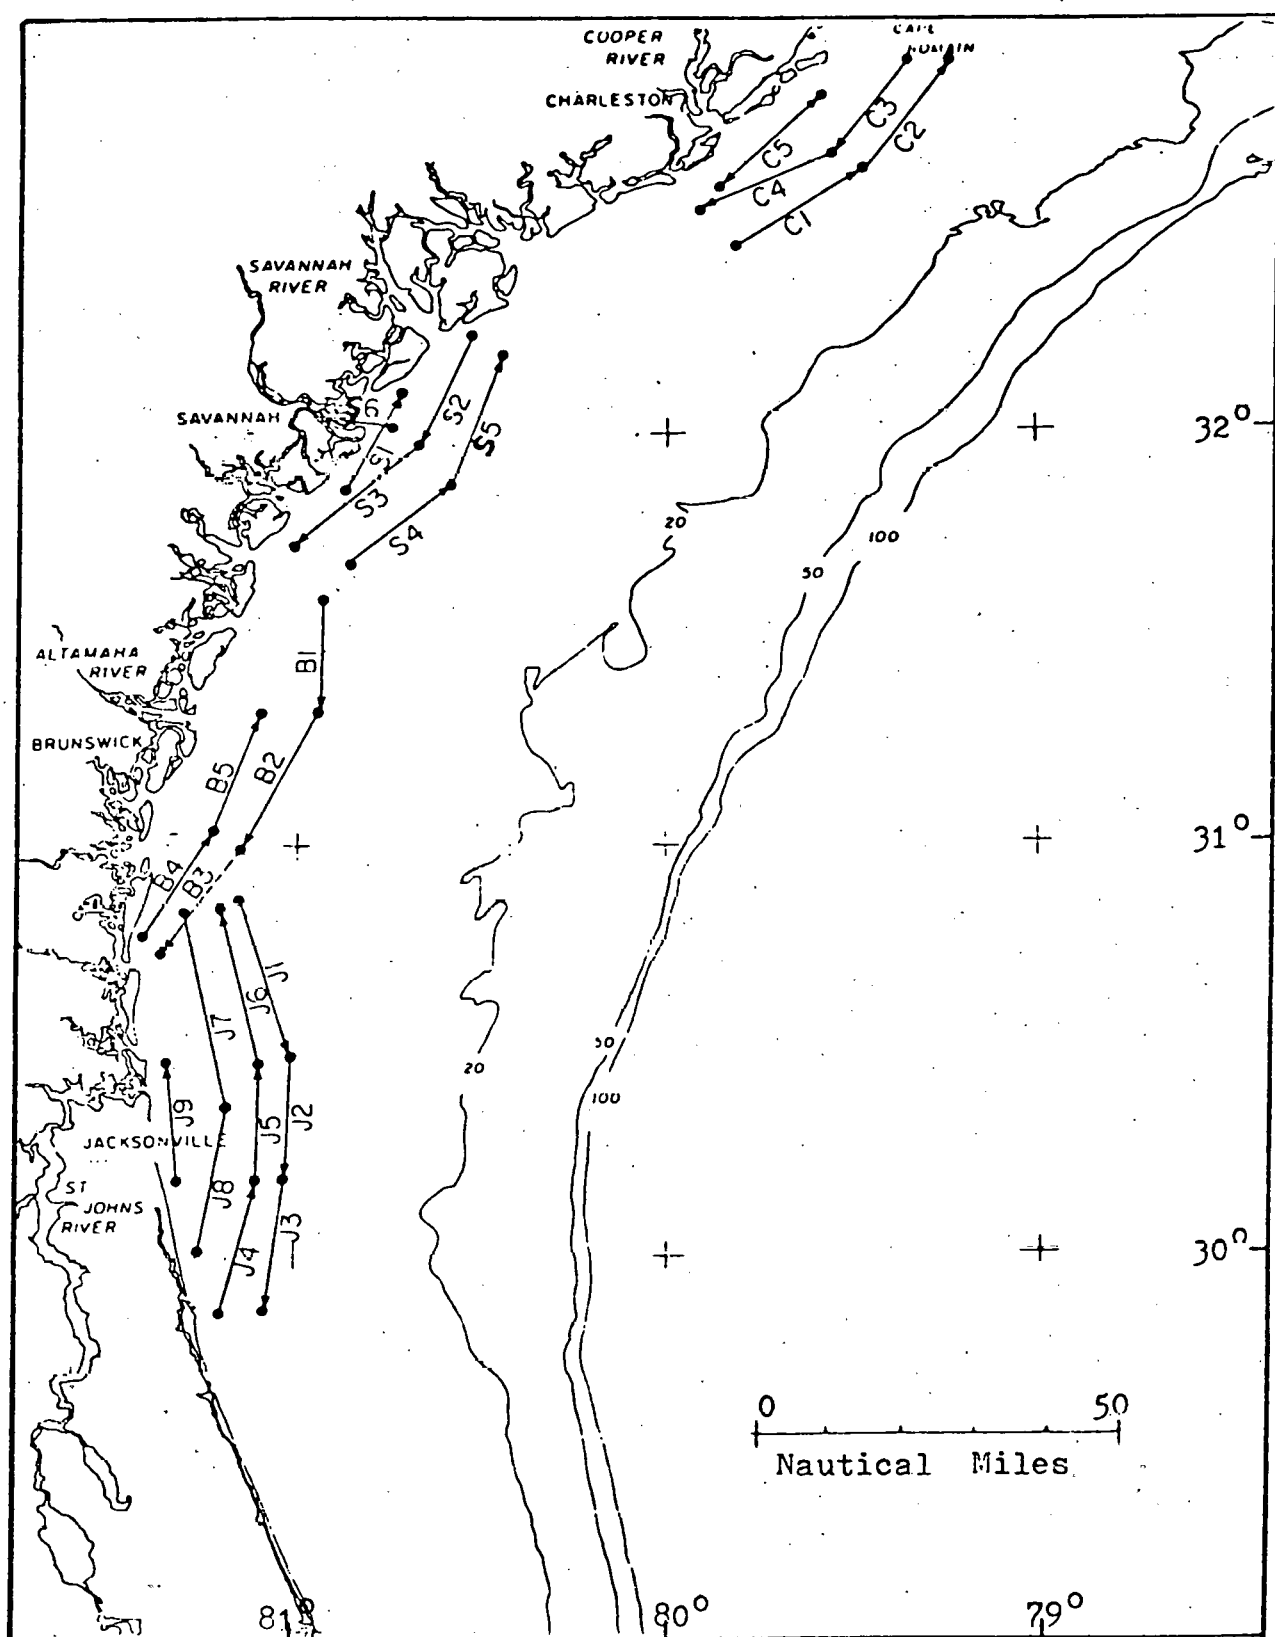 COOPER
RIVER
CAPE
ROMAIN
CHARLESTON
C3
C2
C5
C4
C1
SAVANNAH
RIVER
SAVANNAH
S6
S2
S5
S1
S3
S4
32°
20
100
50
ALTAMAHA
RIVER
BRUNSWICK
B1
B2
B5
B4
B3
31°
J1
J6
J7
50
20
100
J9
J5
J2
JACKSONVILLE
ST
JOHNS
RIVER
J8
J3
J4
30°
0 50
Nautical Miles
81° 80° 79°